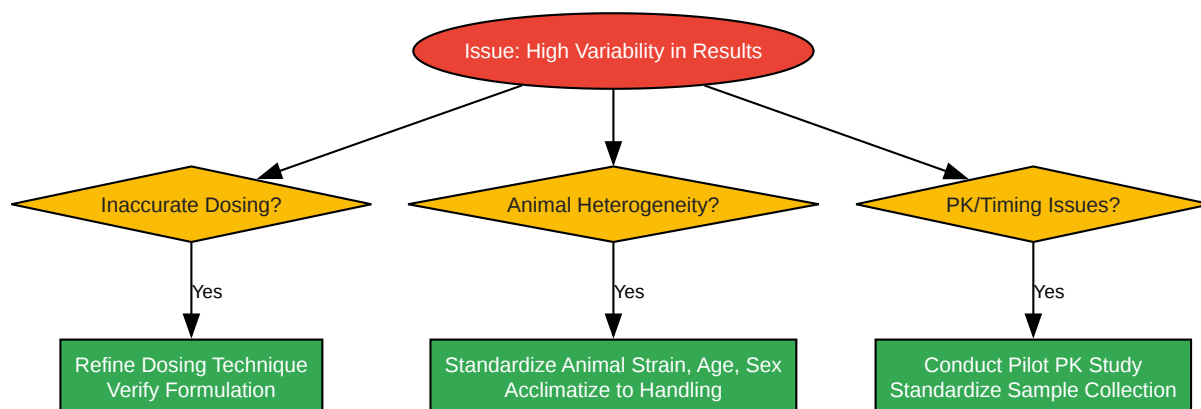 Issue: High Variability in Results
Inaccurate Dosing?
Animal Heterogeneity?
PK/Timing Issues?
Yes
Yes
Yes
Refine Dosing Technique
Verify Formulation
Standardize Animal Strain, Age, Sex
Acclimatize to Handling
Conduct Pilot PK Study
Standardize Sample Collection